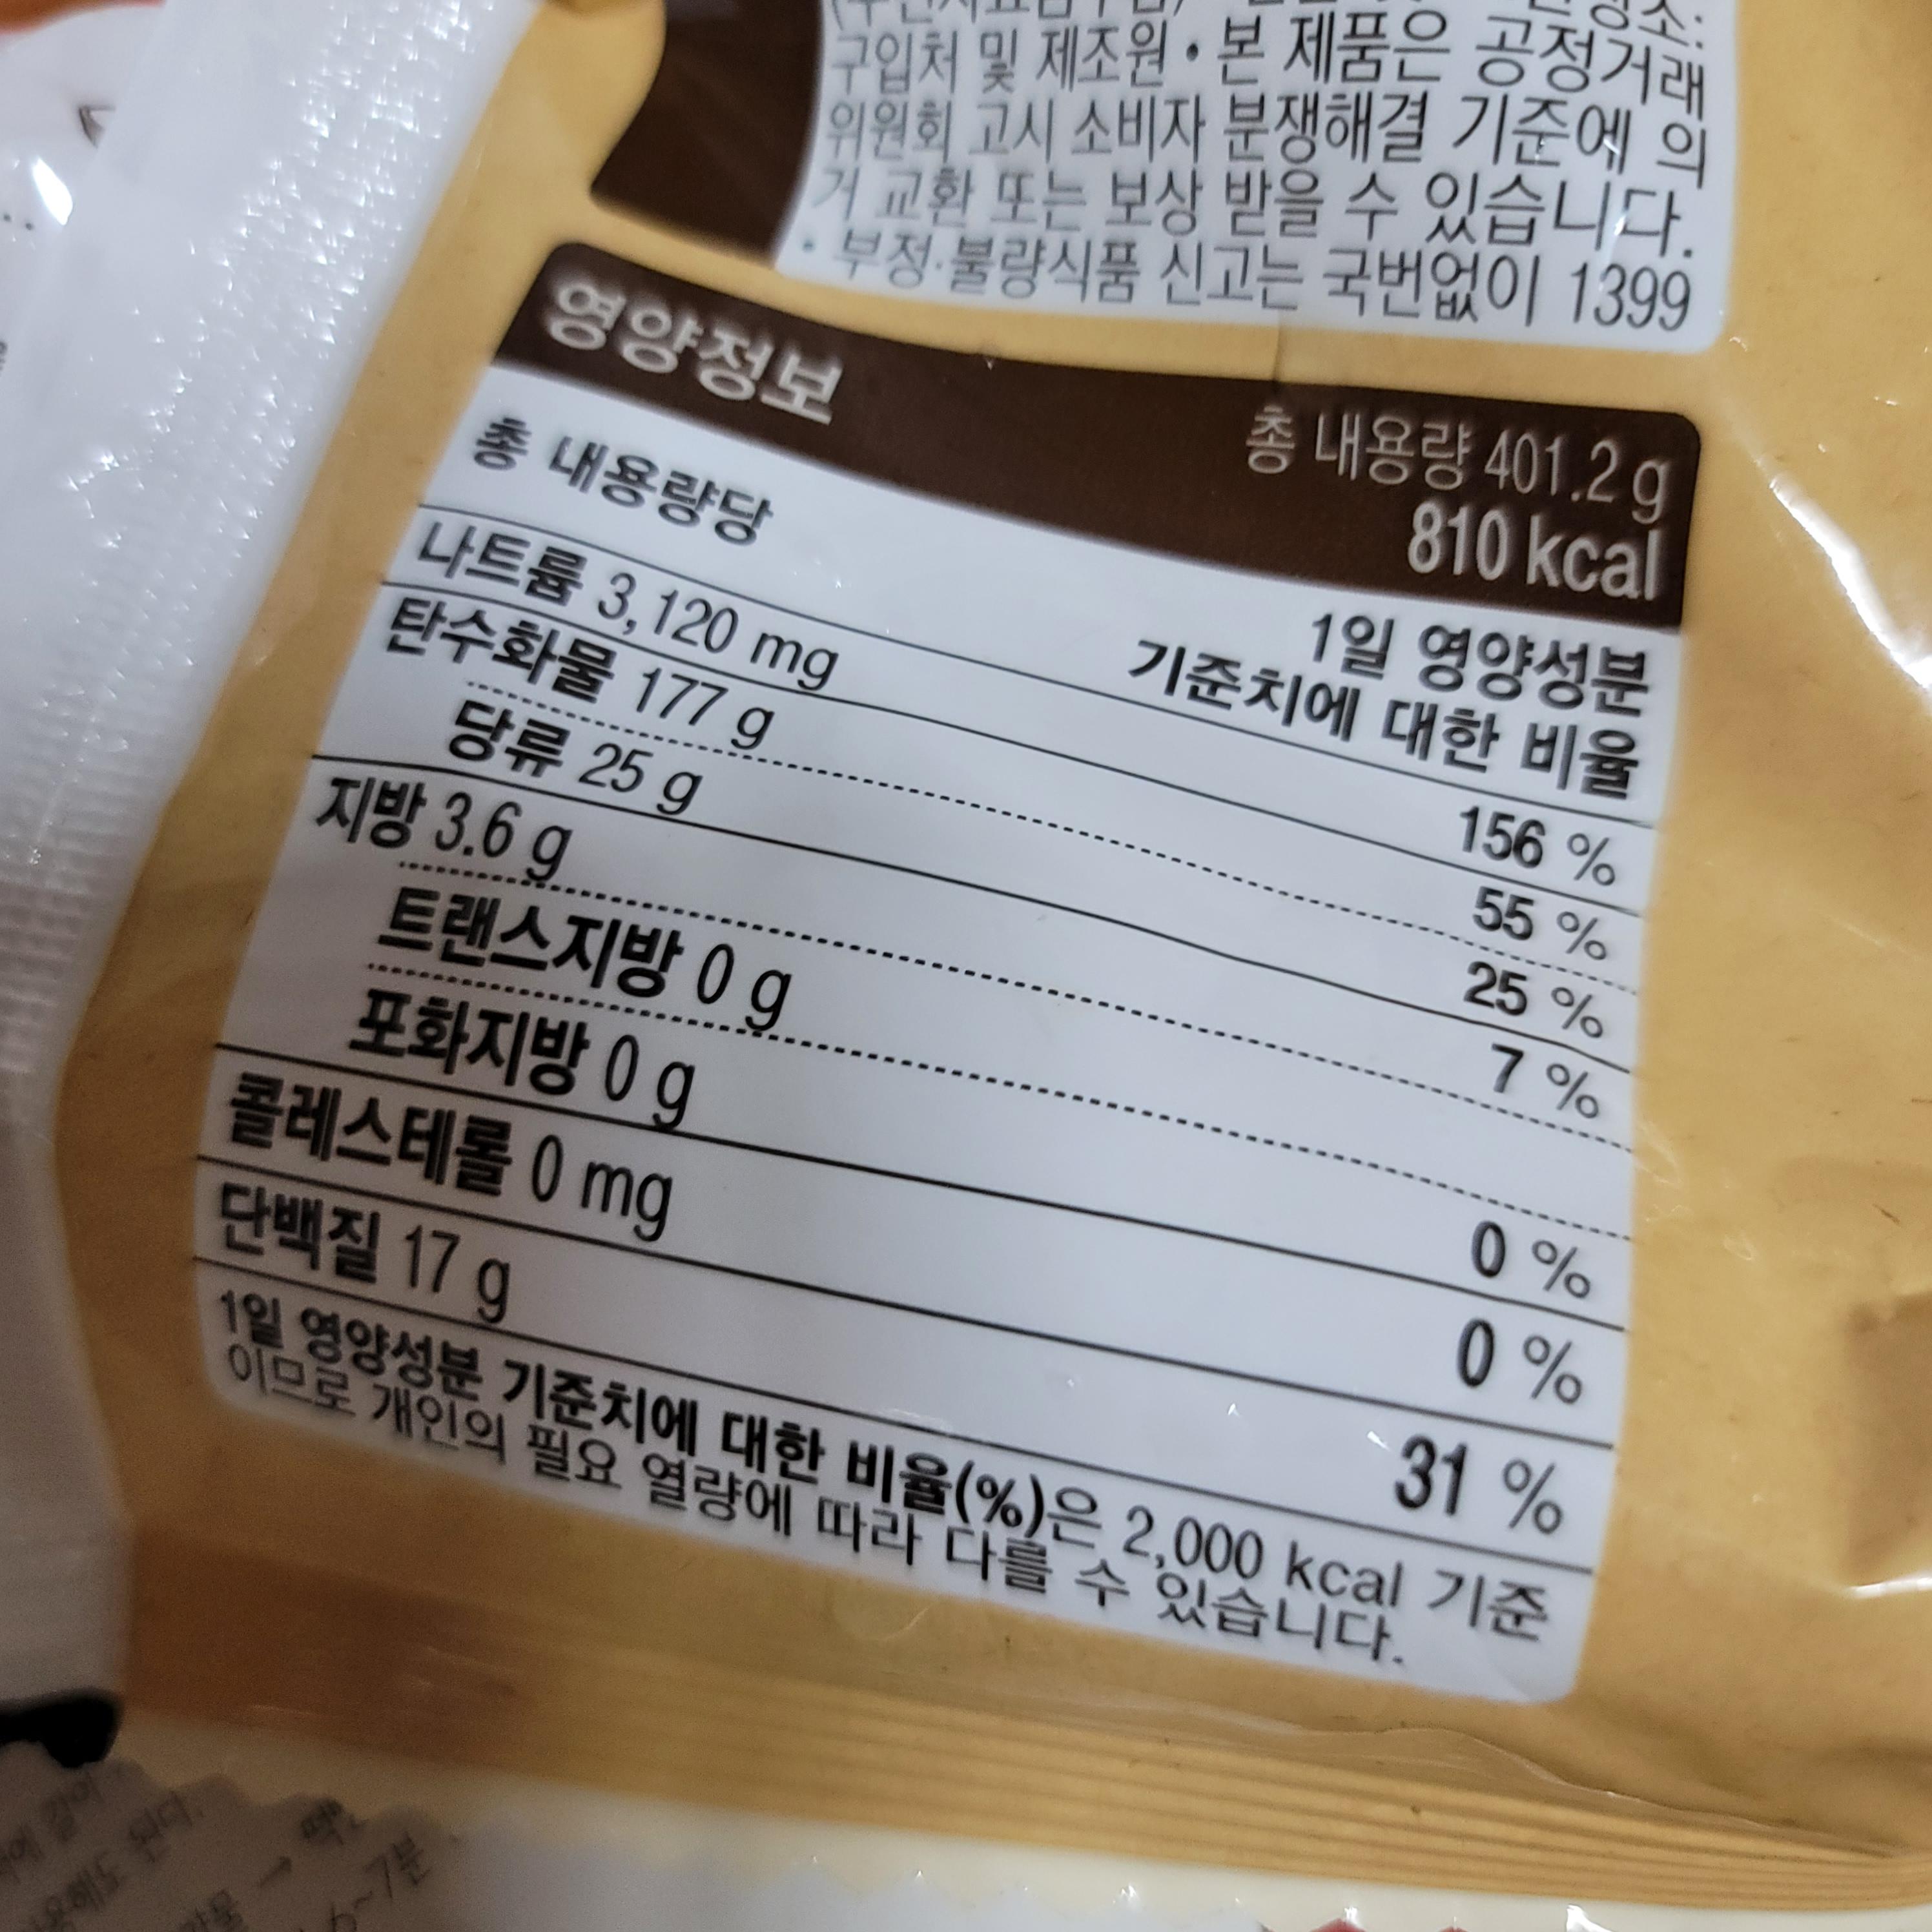 구입처 및 제조원 • 본 제품은 공정거래
위원회 고시 소비자 분쟁해결 기준에 의
거 교환 또는 보상 받을 수 있습니다.
• 부정·불량식품 신고는 국번없이 1399
영양정보
총 내용량 401.2 g
810 kcal
총 내용량당
1일 영양성분
기준치에 대한 비율
나트륨 3,120 mg 156 %
탄수화물 177 g 55 %
당류 25 g 25 %
지방 3.6 g 7 %
트랜스지방 0 g
포화지방 0 g 0 %
콜레스테롤 0 mg 0 %
단백질 17 g 31 %
1일 영양성분 기준치에 대한 비율(%)은 2,000 kcal 기준
이므로 개인의 필요 열량에 따라 다를 수 있습니다.
된다.
6~7분